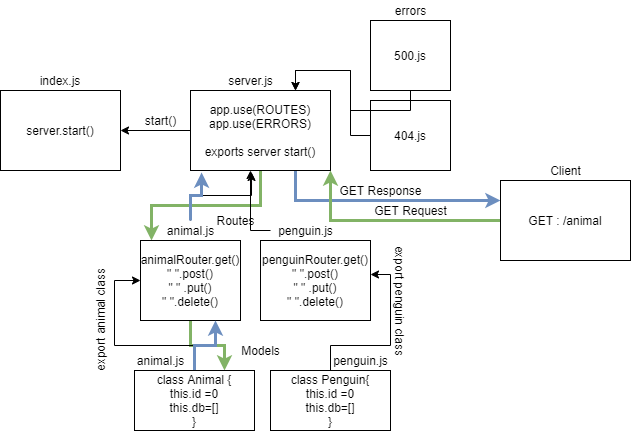 errors
500.js
index.js
server.js
server.start()
start()
app.use(ROUTES)
app.use(ERRORS)
exports server start()
404.js
Client
GET Response
GET Request
GET : /animal
Routes
animal.js
penguin.js
animalRouter.get()
" ".post()
" " .put()
" ".delete()
penguinRouter.get()
" ".post()
" " .put()
" ".delete()
export animal class
export penguin class
Models
animal.js
penguin.js
class Animal {
this.id =0
this.db=[]
}
class Penguin{
this.id =0
this.db=[]
}